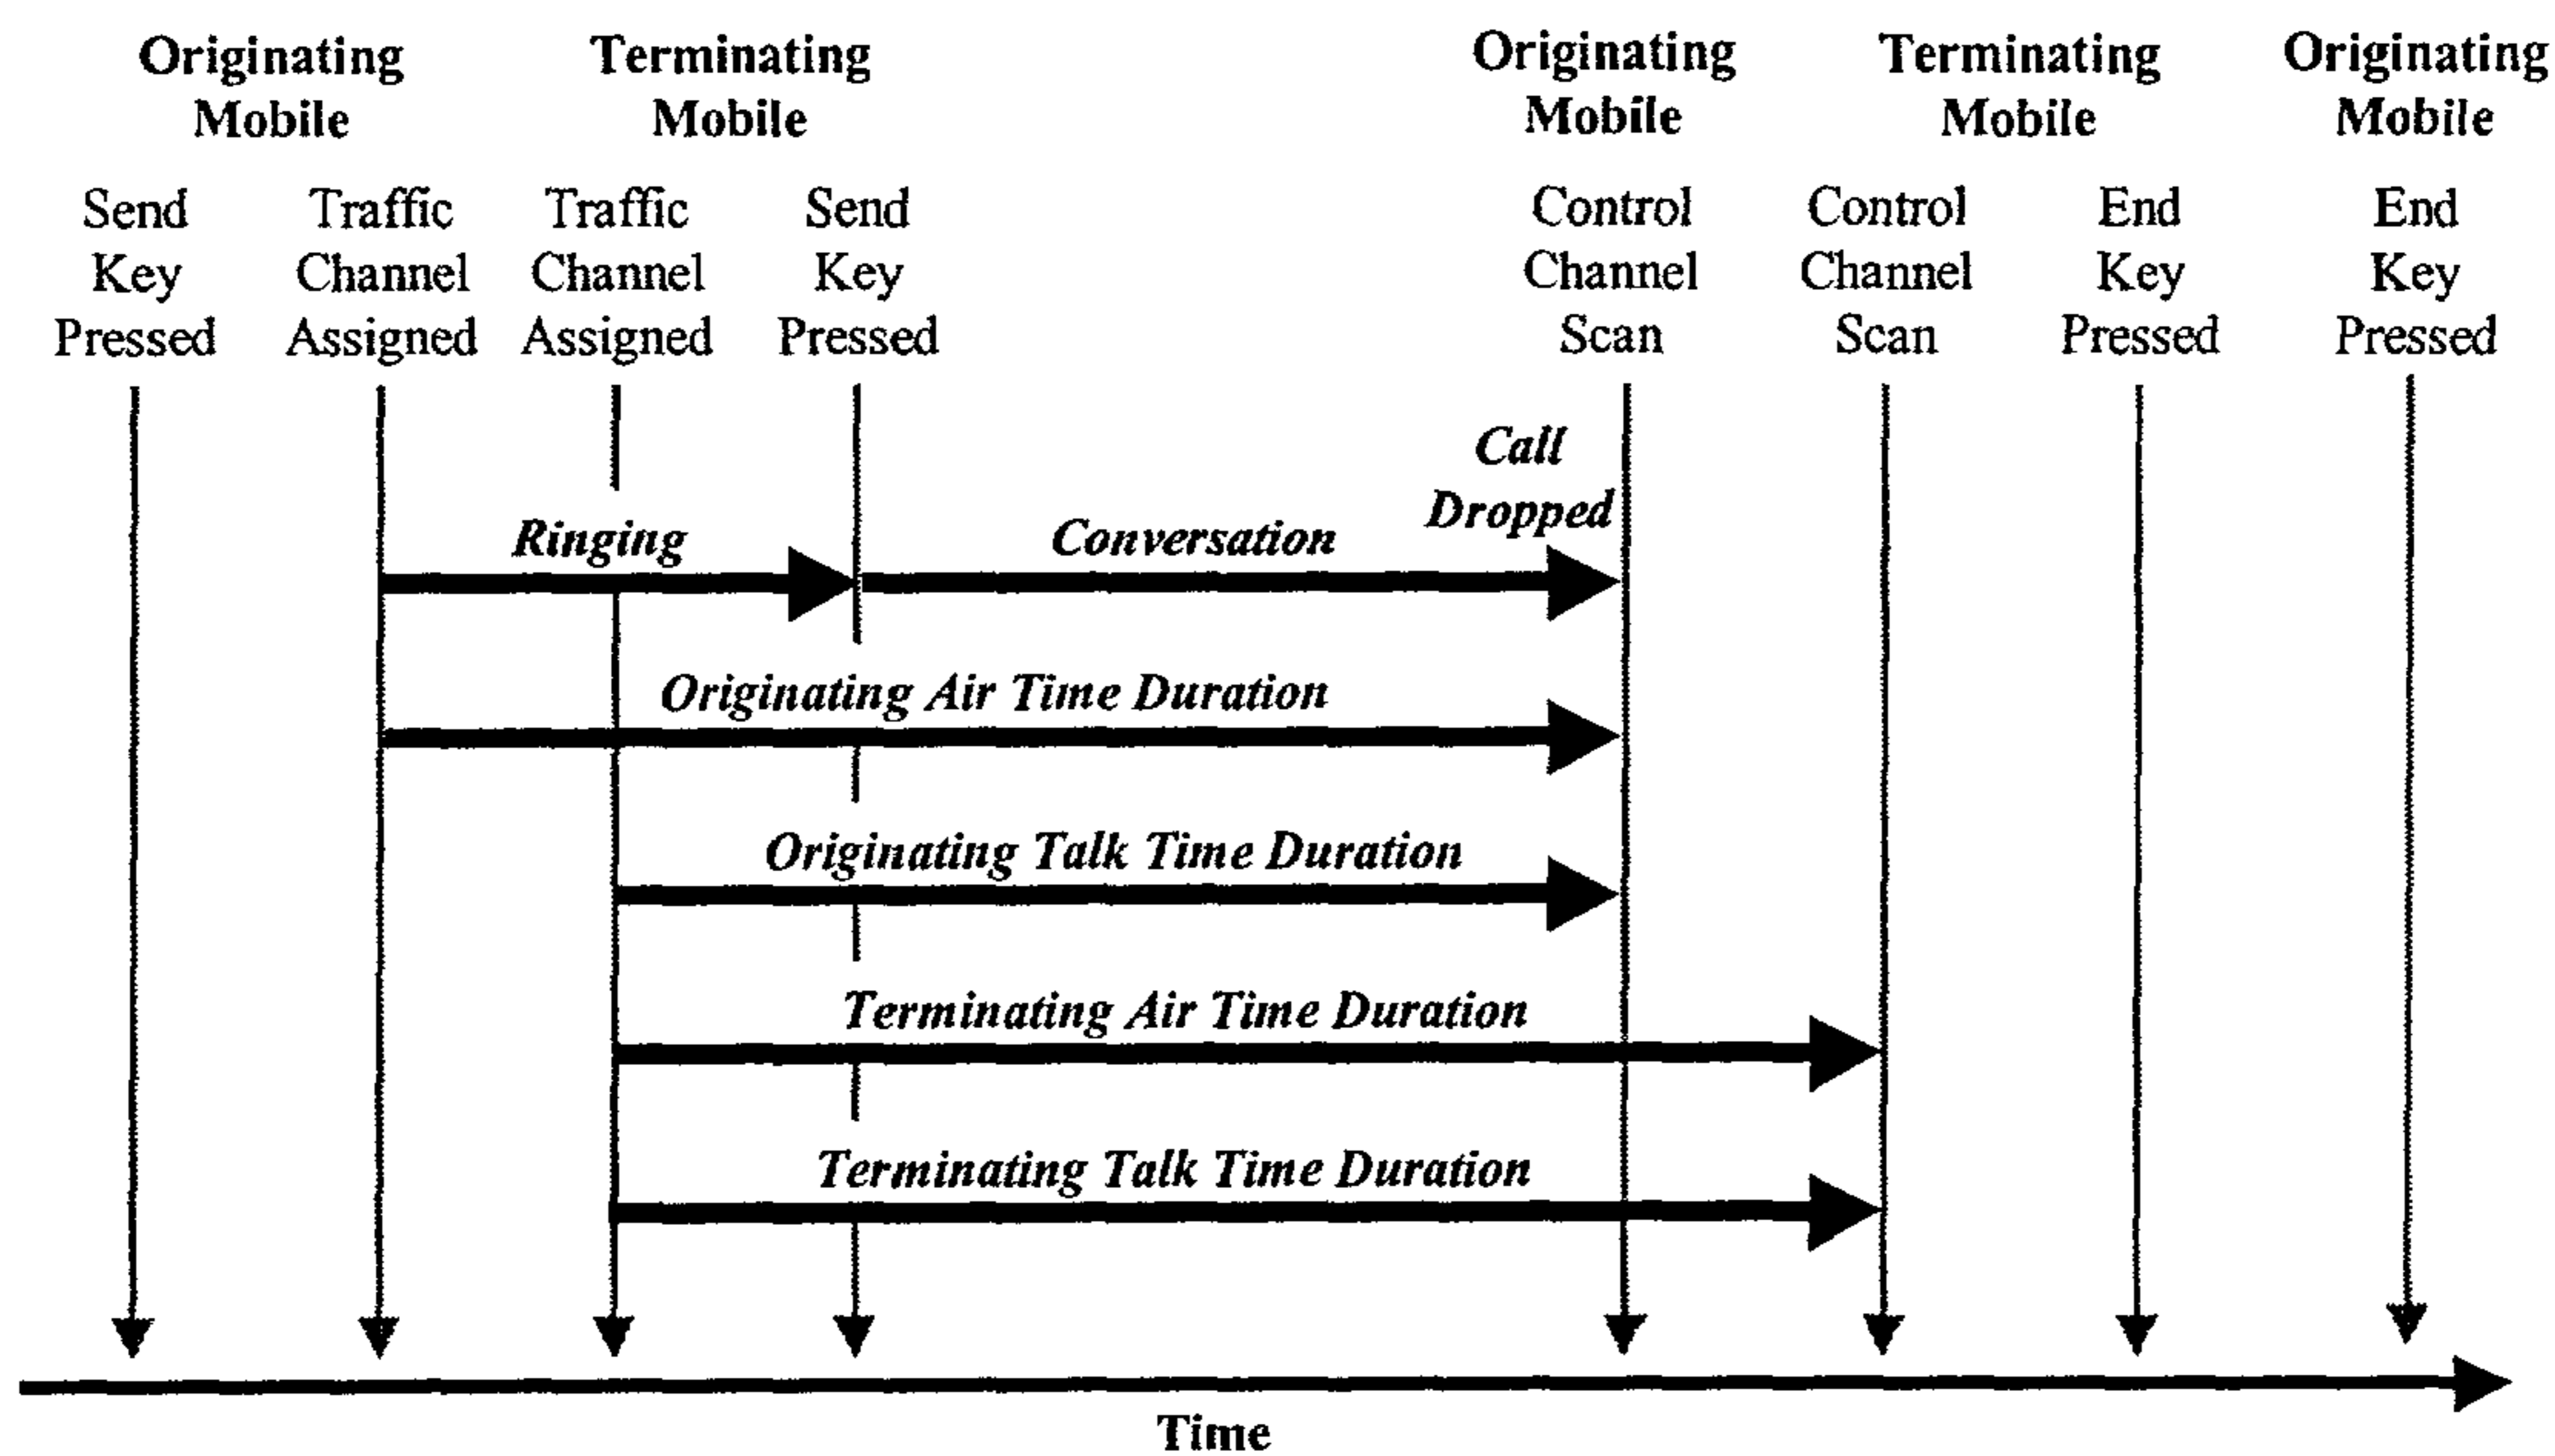 Originating
Mobile
Terminating
Mobile
Originating
Mobile
Terminating
Mobile
Originating
Mobile
Send
Key
Pressed
Traffic
Channel
Assigned
Traffic
Channel
Assigned
Send
Key
Pressed
Control
Channel
Scan
Control
Channel
Scan
End
Key
Pressed
End
Key
Pressed
Call
Dropped
Ringing
Conversation
Originating Air Time Duration
Originating Talk Time Duration
Terminating Air Time Duration
Terminating Talk Time Duration
Time